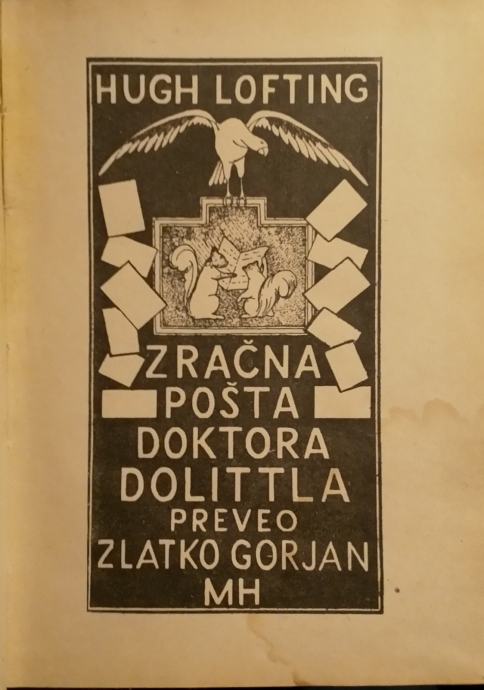 HUGH LOFTING
ZRAČNA
POŠTA
DOKTORA
DOLITTLA
PREVEO
ZLATKO GORJAN
MH